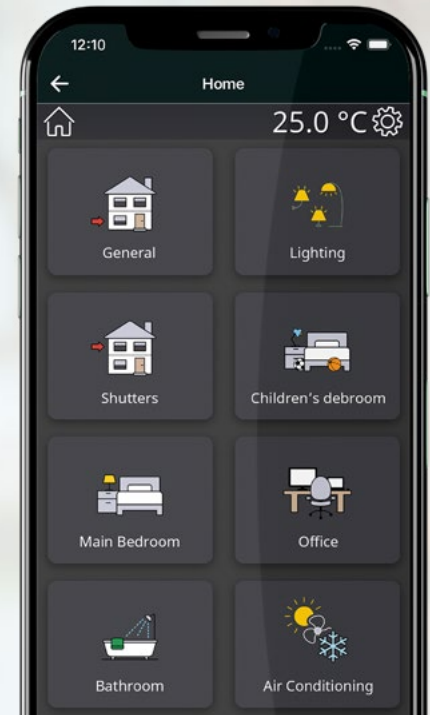 12:10
Home
25.0 °C
General
Lighting
Shutters
Children's debroom
Main Bedroom
Office
Bathroom
Air Conditioning